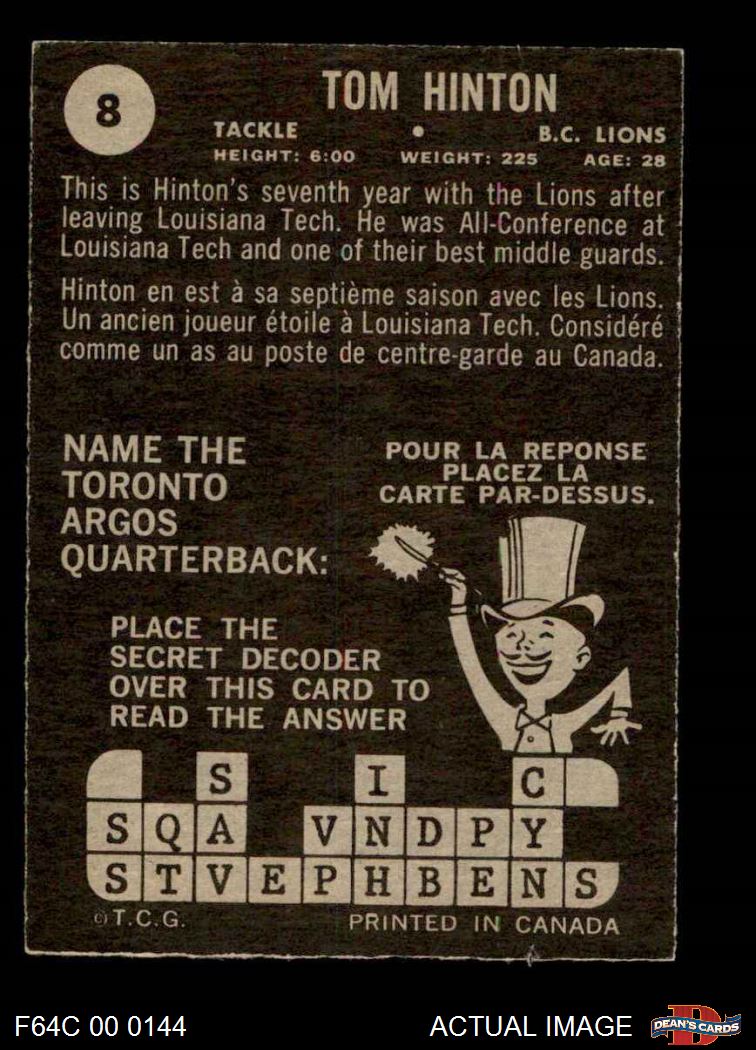 8
TOM HINTON
TACKLE • B.C. LIONS
HEIGHT: 6:00 WEIGHT: 225 AGE: 28
This is Hinton's seventh year with the Lions after
leaving Louisiana Tech. He was All-Conference at
Louisiana Tech and one of their best middle guards.
Hinton en est à sa septième saison avec les Lions.
Un ancien joueur étoile à Louisiana Tech. Considéré
comme un as au poste de centre-garde au Canada.
NAME THE
TORONTO
ARGOS
QUARTERBACK:
POUR LA REPONSE
PLACEZ LA
CARTE PAR-DESSUS.
PLACE THE
SECRET DECODER
OVER THIS CARD TO
READ THE ANSWER
S I C
S Q A V N D P Y
S T V E P H B E N S
© T.C.G. PRINTED IN CANADA
F64C 00 0144 ACTUAL IMAGE D DEAN'S CARDS